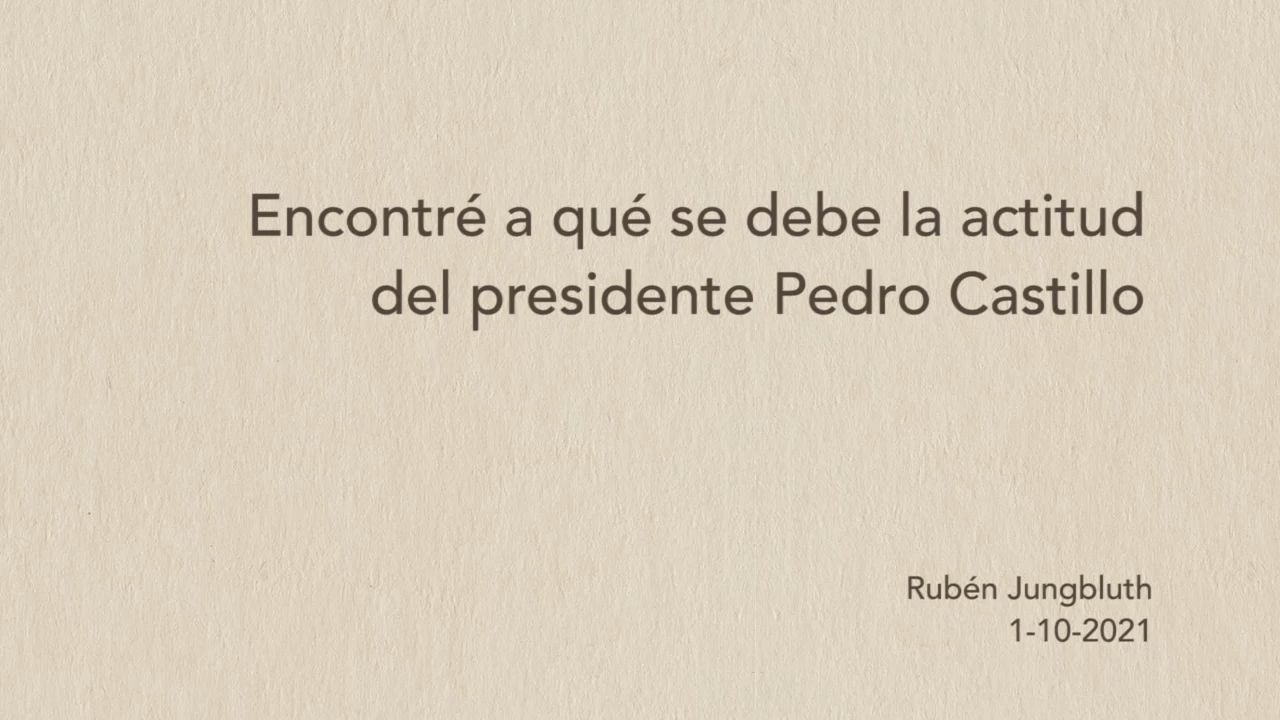 Encontré a qué se debe la actitud
del presidente Pedro Castillo
Rubén Jungbluth
1-10-2021